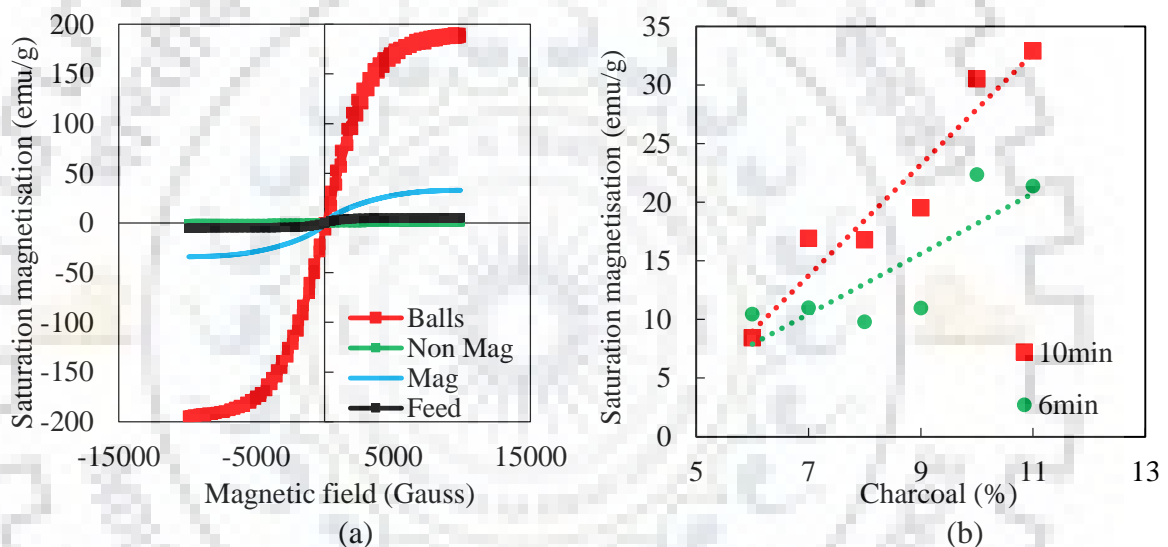 Saturation magnetisation (emu/g)
200
150
100
50
0
-50
-100
-150
-200
-15000 -5000 5000 15000
Magnetic field (Gauss)
Balls
Non Mag
Mag
Feed
(a)
Saturation magnetisation (emu/g)
35
30
25
20
15
10
5
0
5 7 9 11 13
Charcoal (%)
10min
6min
(b)